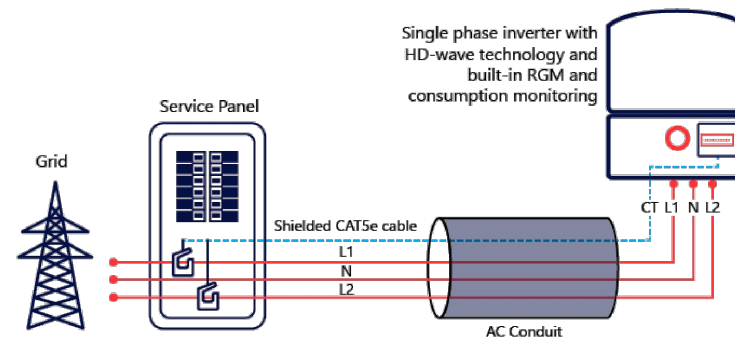 Single phase inverter with
HD-wave technology and
built-in RGM and
consumption monitoring
Service Panel
Grid
CT L1 N L2
Shielded CAT5e cable
L1
N
L2
AC Conduit